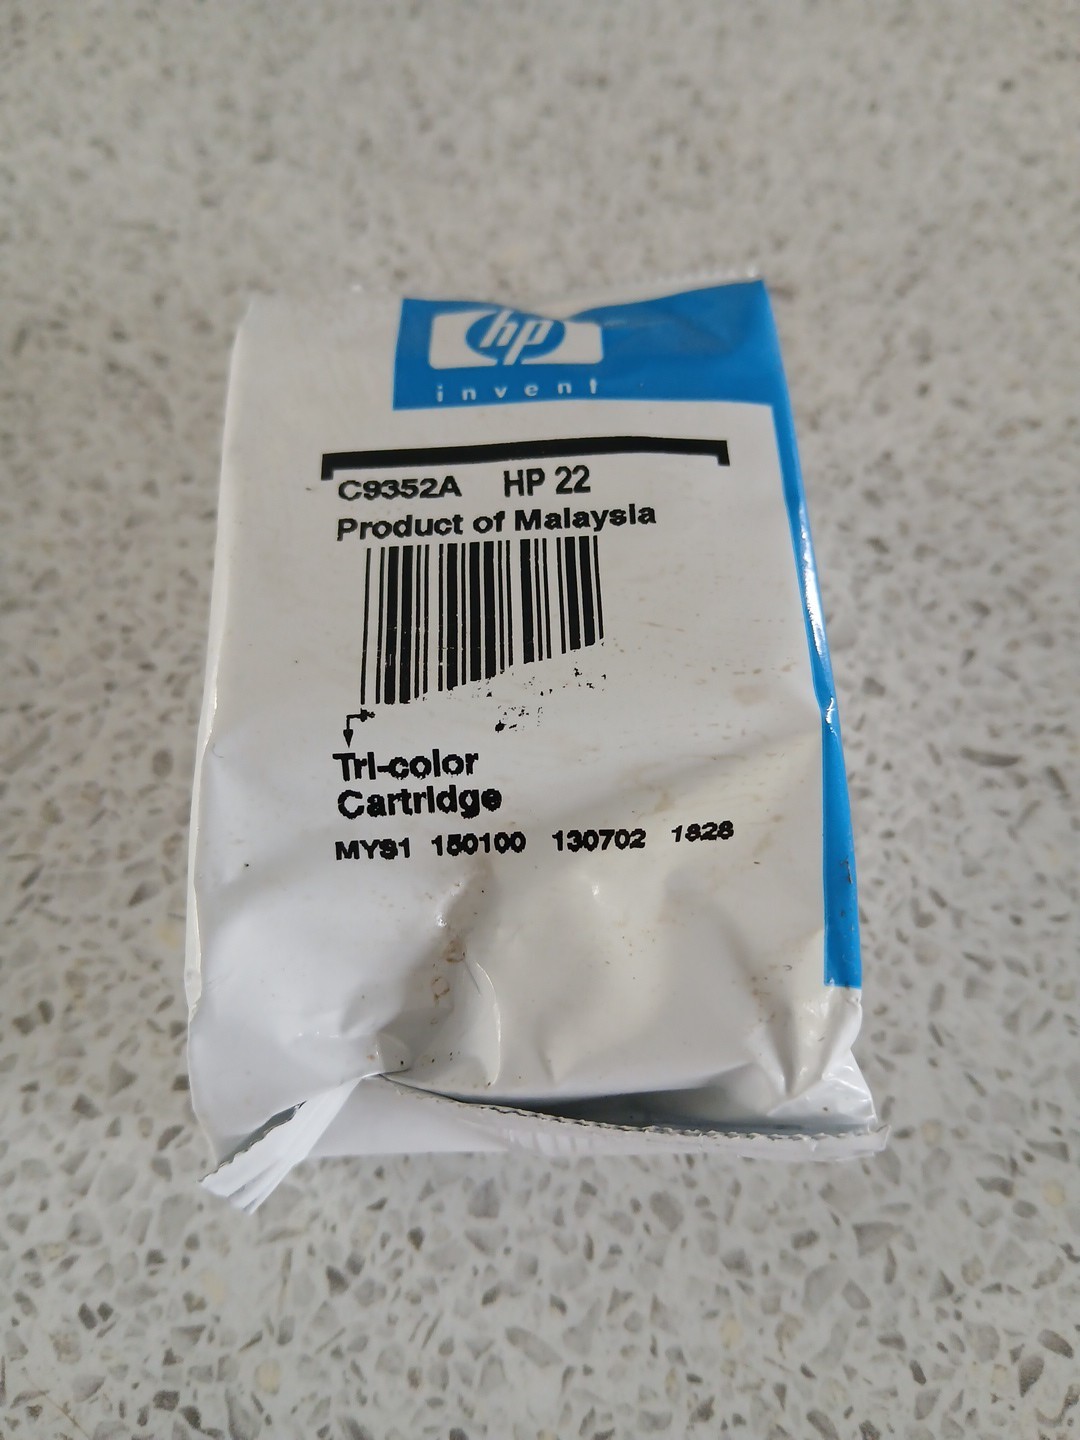 hp
invent
C9352A HP 22
Product of Malaysia
Tri-color
Cartridge
MYS1 150100 130702 1828